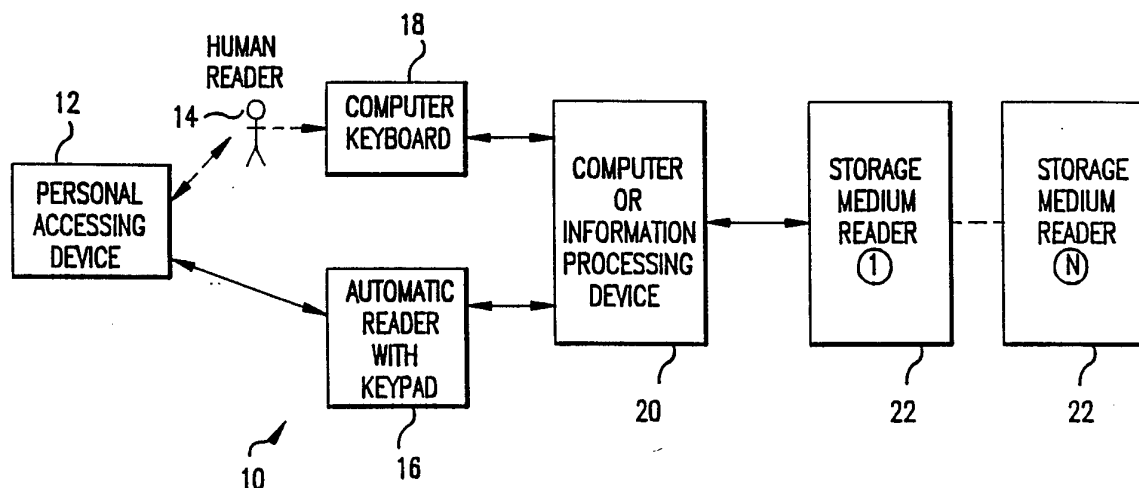 18
HUMAN
READER
12
14
COMPUTER
KEYBOARD
PERSONAL
ACCESSING
DEVICE
COMPUTER
OR
INFORMATION
PROCESSING
DEVICE
STORAGE
MEDIUM
READER
1
STORAGE
MEDIUM
READER
N
AUTOMATIC
READER
WITH
KEYPAD
10
16
20
22
22